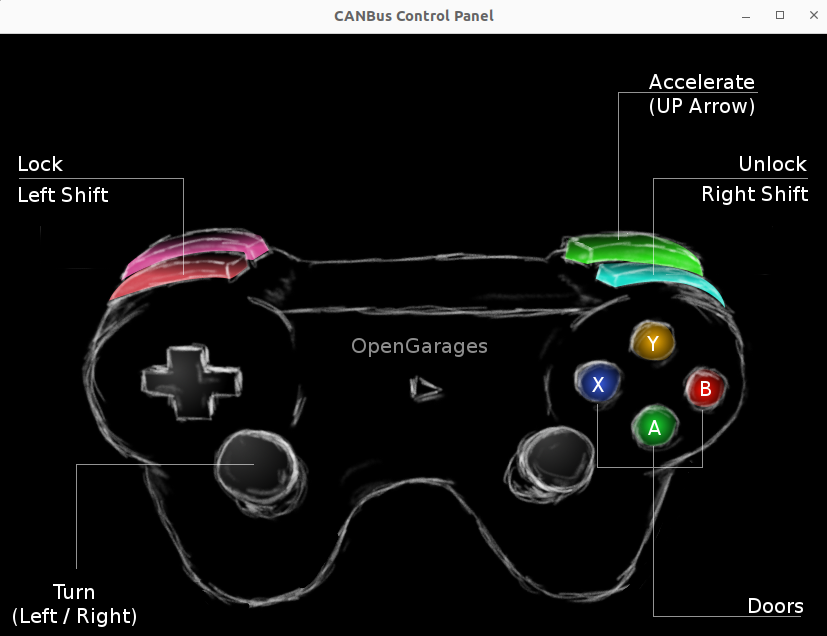 CANBus Control Panel
Accelerate
(UP Arrow)
Lock
Left Shift
Unlock
Right Shift
OpenGarages
Y
X
B
A
Turn
(Left / Right)
Doors